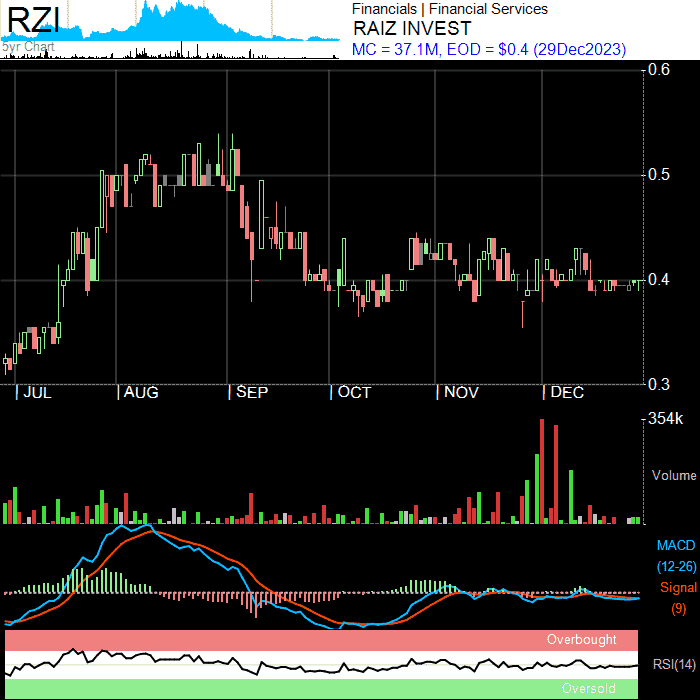 RZI
5yr Chart
Financials | Financial Services
RAIZ INVEST
MC = 37.1M, EOD = $0.4 (29Dec2023)
0.6
0.5
0.4
0.3
| JUL | AUG | SEP | OCT | NOV | DEC
354k
Volume
MACD
(12-26)
Signal
(9)
Overbought
RSI(14)
Oversold